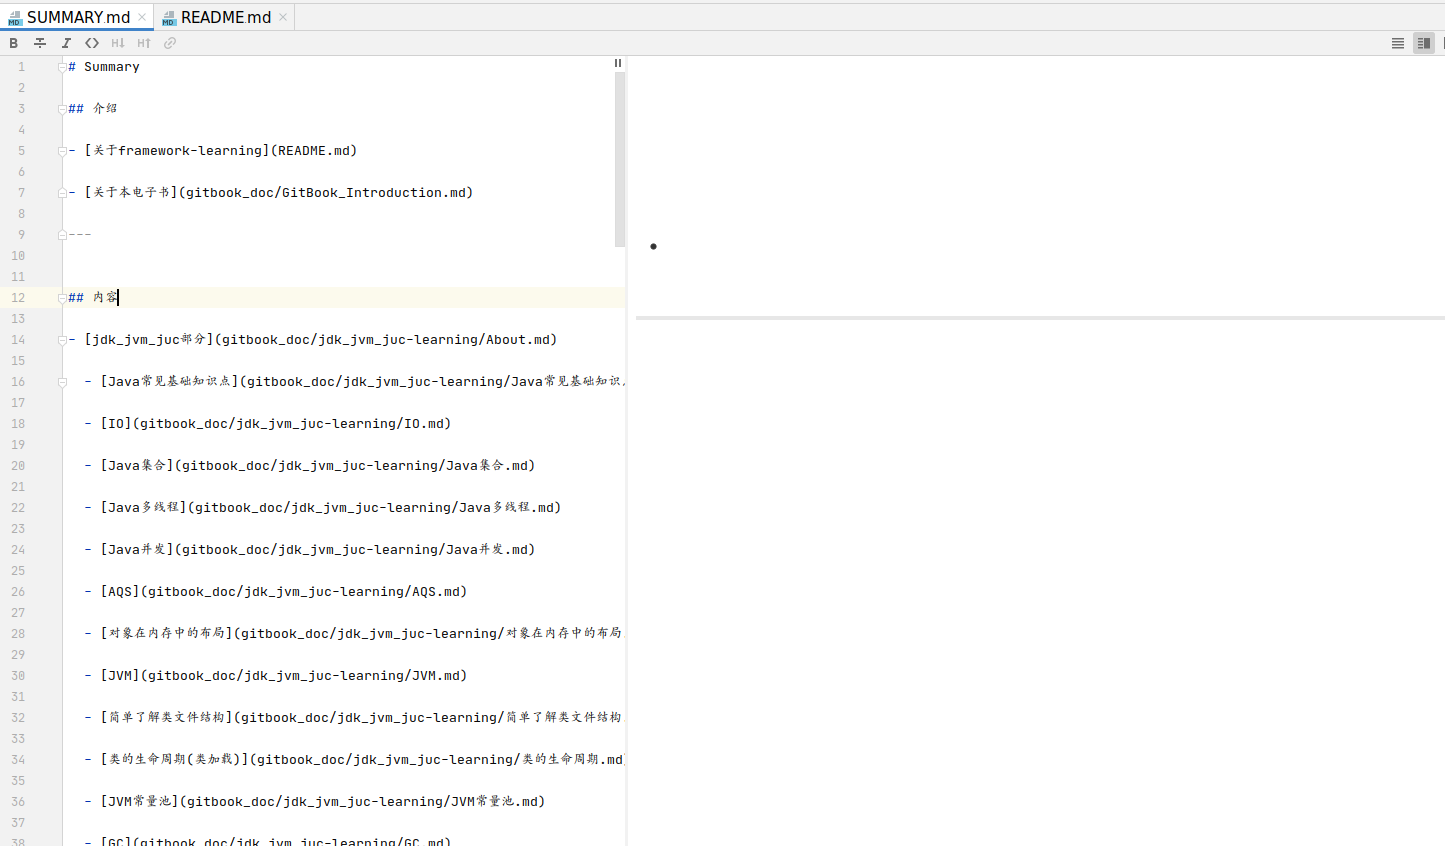 SUMMARY.md
README.md
1 # Summary
2
3 ## 介绍
4
5 - [关于framework-learning](README.md)
6
7 - [关于本电子书](gitbook_doc/GitBook_Introduction.md)
8
9 ---
10
11
12 ## 内容
13
14 - [jdk_jvm_juc部分](gitbook_doc/jdk_jvm_juc-learning/About.md)
15
16 - [Java常见基础知识点](gitbook_doc/jdk_jvm_juc-learning/Java常见基础知识
17
18 - [IO](gitbook_doc/jdk_jvm_juc-learning/IO.md)
19
20 - [Java集合](gitbook_doc/jdk_jvm_juc-learning/Java集合.md)
21
22 - [Java多线程](gitbook_doc/jdk_jvm_juc-learning/Java多线程.md)
23
24 - [Java并发](gitbook_doc/jdk_jvm_juc-learning/Java并发.md)
25
26 - [AQS](gitbook_doc/jdk_jvm_juc-learning/AQS.md)
27
28 - [对象在内存中的布局](gitbook_doc/jdk_jvm_juc-learning/对象在内存中的布局
29
30 - [JVM](gitbook_doc/jdk_jvm_juc-learning/JVM.md)
31
32 - [简单了解类文件结构](gitbook_doc/jdk_jvm_juc-learning/简单了解类文件结构
33
34 - [类的生命周期(类加载)](gitbook_doc/jdk_jvm_juc-learning/类的生命周期.md
35
36 - [JVM常量池](gitbook_doc/jdk_jvm_juc-learning/JVM常量池.md)
37
38 - [GC](gitbook_doc/jdk_jvm_juc-learning/GC.md)